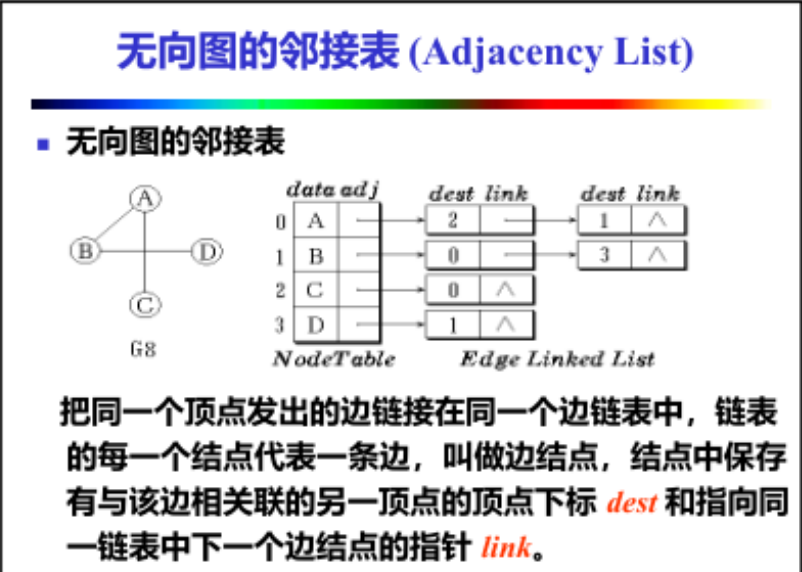 无向图的邻接表 (Adjacency List)
无向图的邻接表
data adj dest link dest link
A 0 A 2 1 ∧
B D 1 B 0 3 ∧
C 2 C 0 ∧
3 D 1 ∧
G8 NodeTable Edge Linked List
把同一个顶点发出的边链接在同一个边链表中，链表
的每一个结点代表一条边，叫做边结点，结点中保存
有与该边相关联的另一顶点的顶点下标 dest 和指向同
一链表中下一个边结点的指针 link。